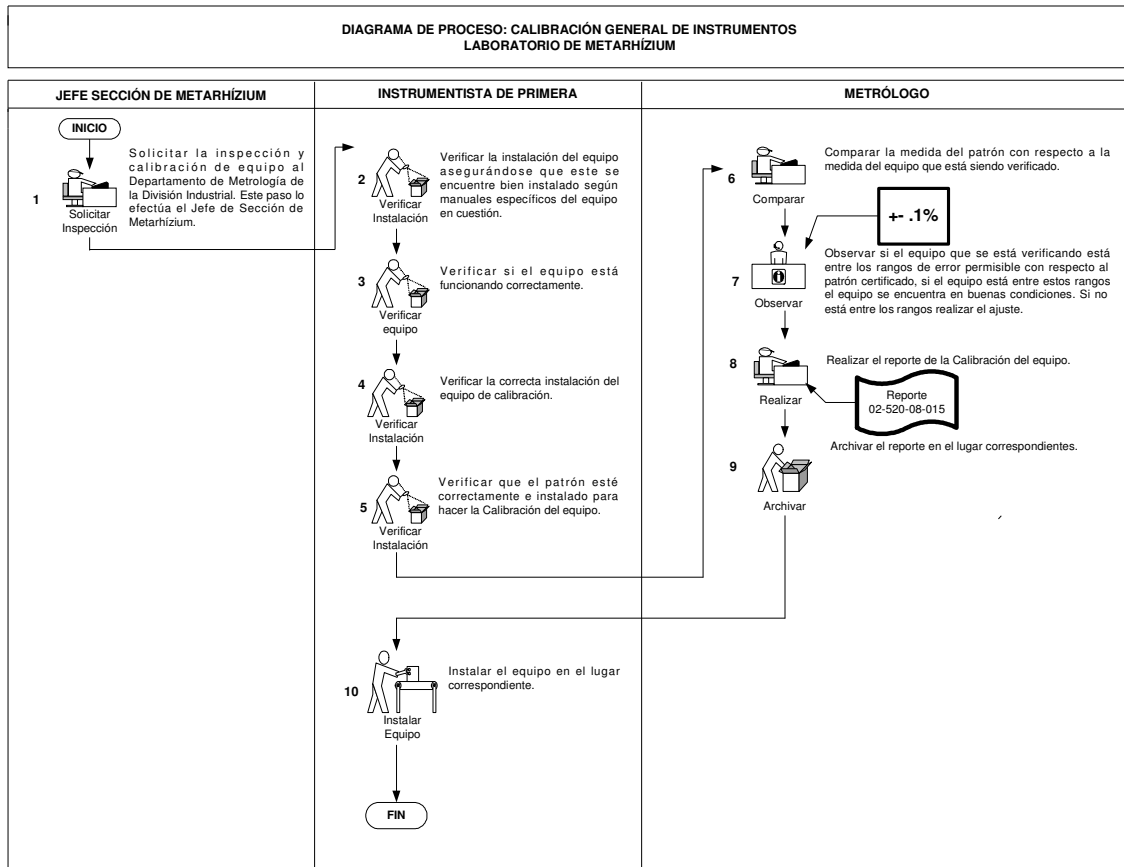 DIAGRAMA DE PROCESO: CALIBRACIÓN GENERAL DE INSTRUMENTOS
LABORATORIO DE METARHÍZIUM
JEFE SECCIÓN DE METARHÍZIUM
INICIO
1
Solicitar
Inspección
Solicitar la inspección y
calibración de equipo al
Departamento de Metrología de
la División Industrial. Este paso lo
efectúa el Jefe de Sección de
Metarhízium.
INSTRUMENTISTA DE PRIMERA
2
Verificar
Instalación
Verificar la instalación del equipo
asegurándose que este se
encuentre bien instalado según
manuales específicos del equipo
en cuestión.
3
Verificar
equipo
Verificar si el equipo está
funcionando correctamente.
4
Verificar
Instalación
Verificar la correcta instalación del
equipo de calibración.
5
Verificar
Instalación
Verificar que el patrón esté
correctamente e instalado para
hacer la Calibración del equipo.
METRÓLOGO
6
Comparar
Comparar la medida del patrón con respecto a la
medida del equipo que está siendo verificado.
+- .1%
7
Observar
Observar si el equipo que se está verificando está
entre los rangos de error permisible con respecto al
patrón certificado, si el equipo está entre estos rangos
el equipo se encuentra en buenas condiciones. Si no
está entre los rangos realizar el ajuste.
8
Realizar
Realizar el reporte de la Calibración del equipo.
Reporte
02-520-08-015
9
Archivar
Archivar el reporte en el lugar correspondientes.
10
Instalar
Equipo
Instalar el equipo en el lugar
correspondiente.
FIN